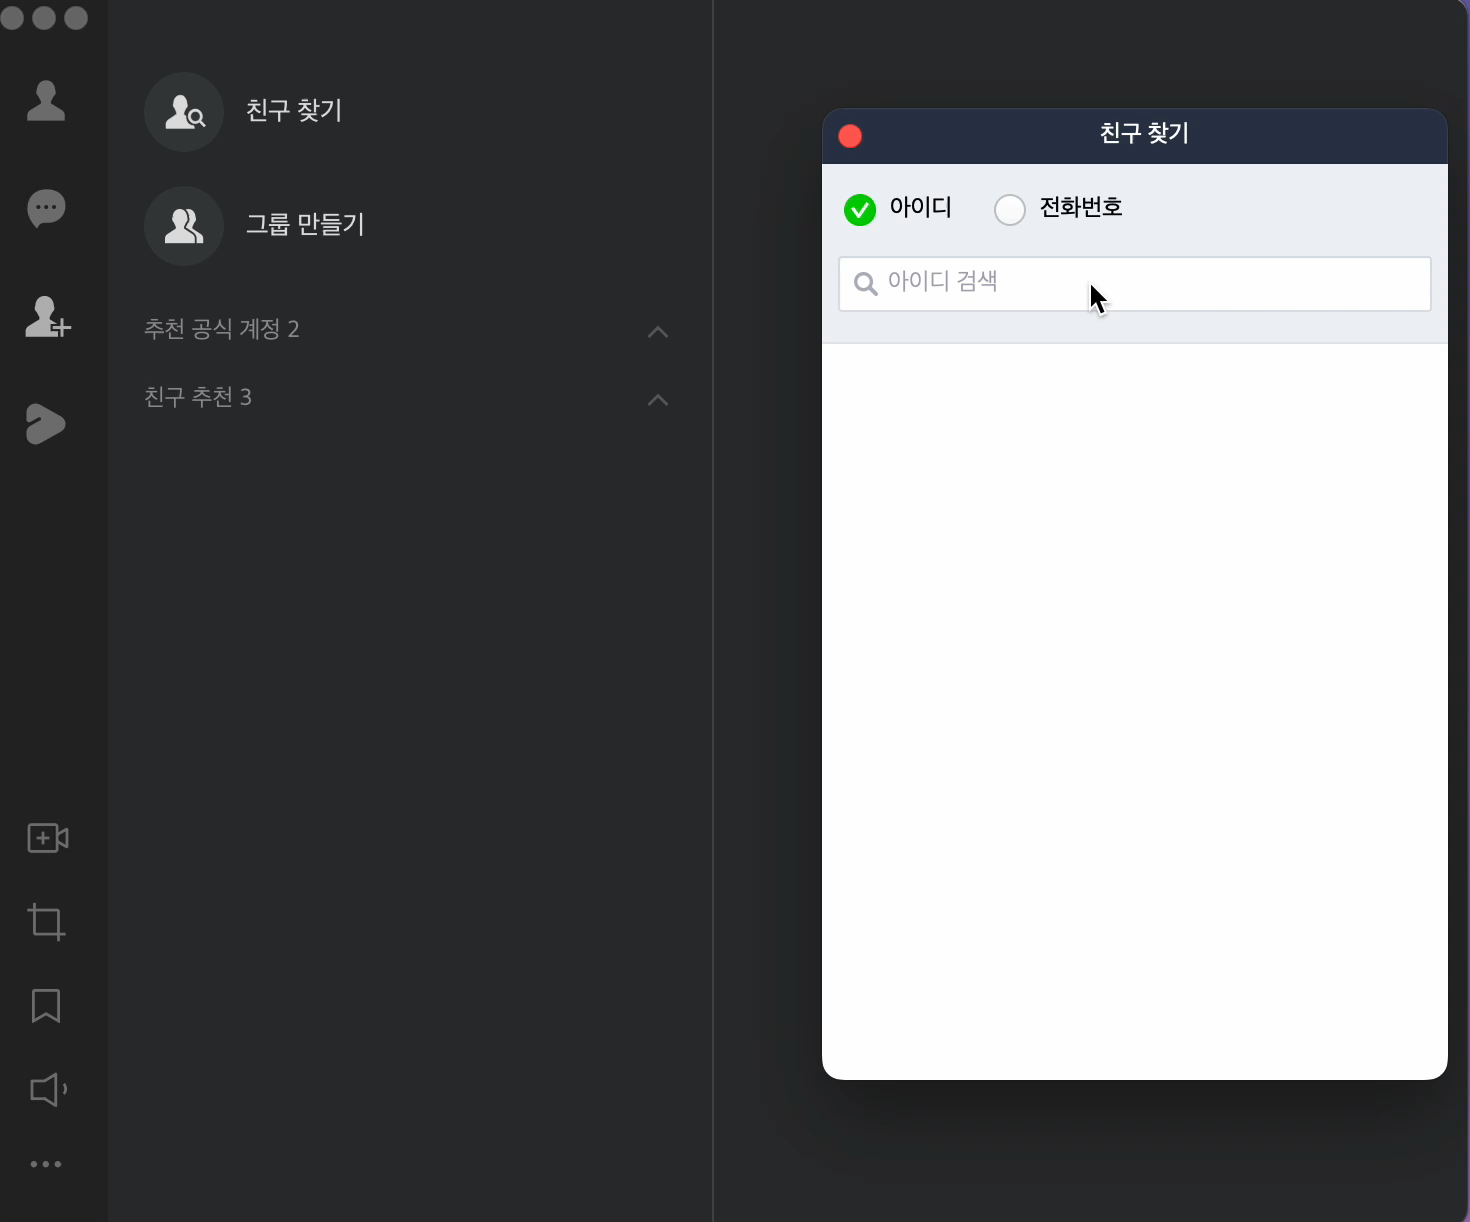 친구 찾기
그룹 만들기
추천 공식 계정 2
친구 추천 3
친구 찾기
아이디
전화번호
아이디 검색